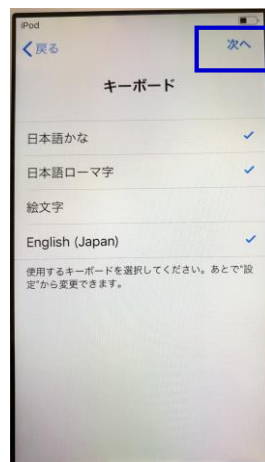 iPod
戻る
次へ
キーボード
日本語かな
日本語ローマ字
絵文字
English (Japan)
使用するキーボードを選択してください。あとで"設
定"から変更できます。